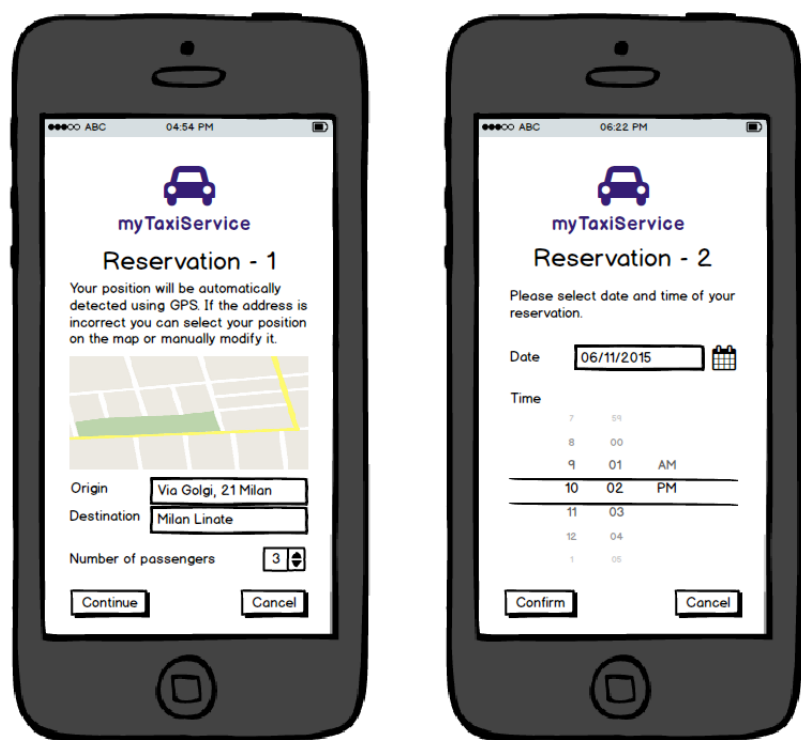 ABC 04:54 PM
myTaxiService
Reservation - 1
Your position will be automatically
detected using GPS. If the address is
incorrect you can select your position
on the map or manually modify it.
Origin Via Golgi, 21 Milan
Destination Milan Linate
Number of passengers 3
Continue Cancel
ABC 06:22 PM
myTaxiService
Reservation - 2
Please select date and time of your
reservation.
Date 06/11/2015
Time
7 59
8 00
9 01 AM
10 02 PM
11 03
12 04
1 05
Confirm Cancel